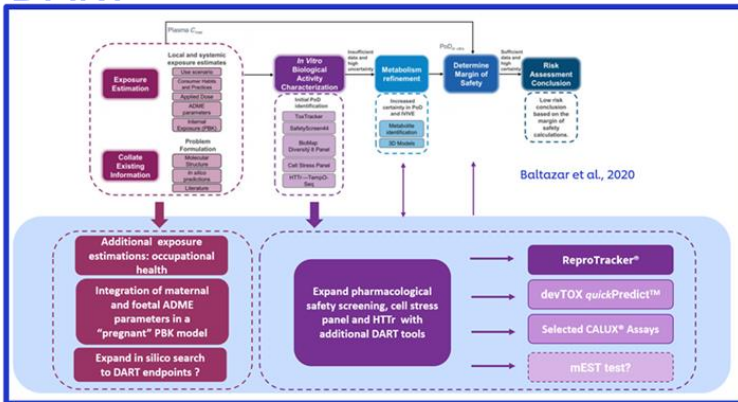 Plasma C
PoD
Local and systemic
exposure estimates
Exposure
Estimation
Use scenario
Consumer Habits
and Practices
Applied Dose
ADME
parameters
Internal
Exposure (PBK)
Problem
Formulation
Collate
Existing
Information
Molecular
Structure
In silico
predictions
Literature
In Vitro
Biological
Activity
Characterization
Initial PoD
identification
ToxTracker
SafetyScreen44
BioMap
Diversity 8 Panel
Cell Stress Panel
HTTr – TempO-
Seq
Insufficient
data and
high
uncertainty
Metabolism
refinement
Increased
certainty in PoD
and IVIVE
Metabolite
identification
3D Models
Determine
Margin of
Safety
Sufficient
data and
high
certainty
Risk
Assessment
Conclusion
Low risk
conclusion
based on the
margin of
safety
calculations.
Baltazar et al., 2020
Additional exposure
estimations: occupational
health
Integration of maternal
and foetal ADME
parameters in a
"pregnant" PBK model
Expand in silico search
to DART endpoints ?
Expand pharmacological
safety screening, cell stress
panel and HTTr with
additional DART tools
ReproTracker®
devTOX quickPredict™
Selected CALUX® Assays
mEST test?